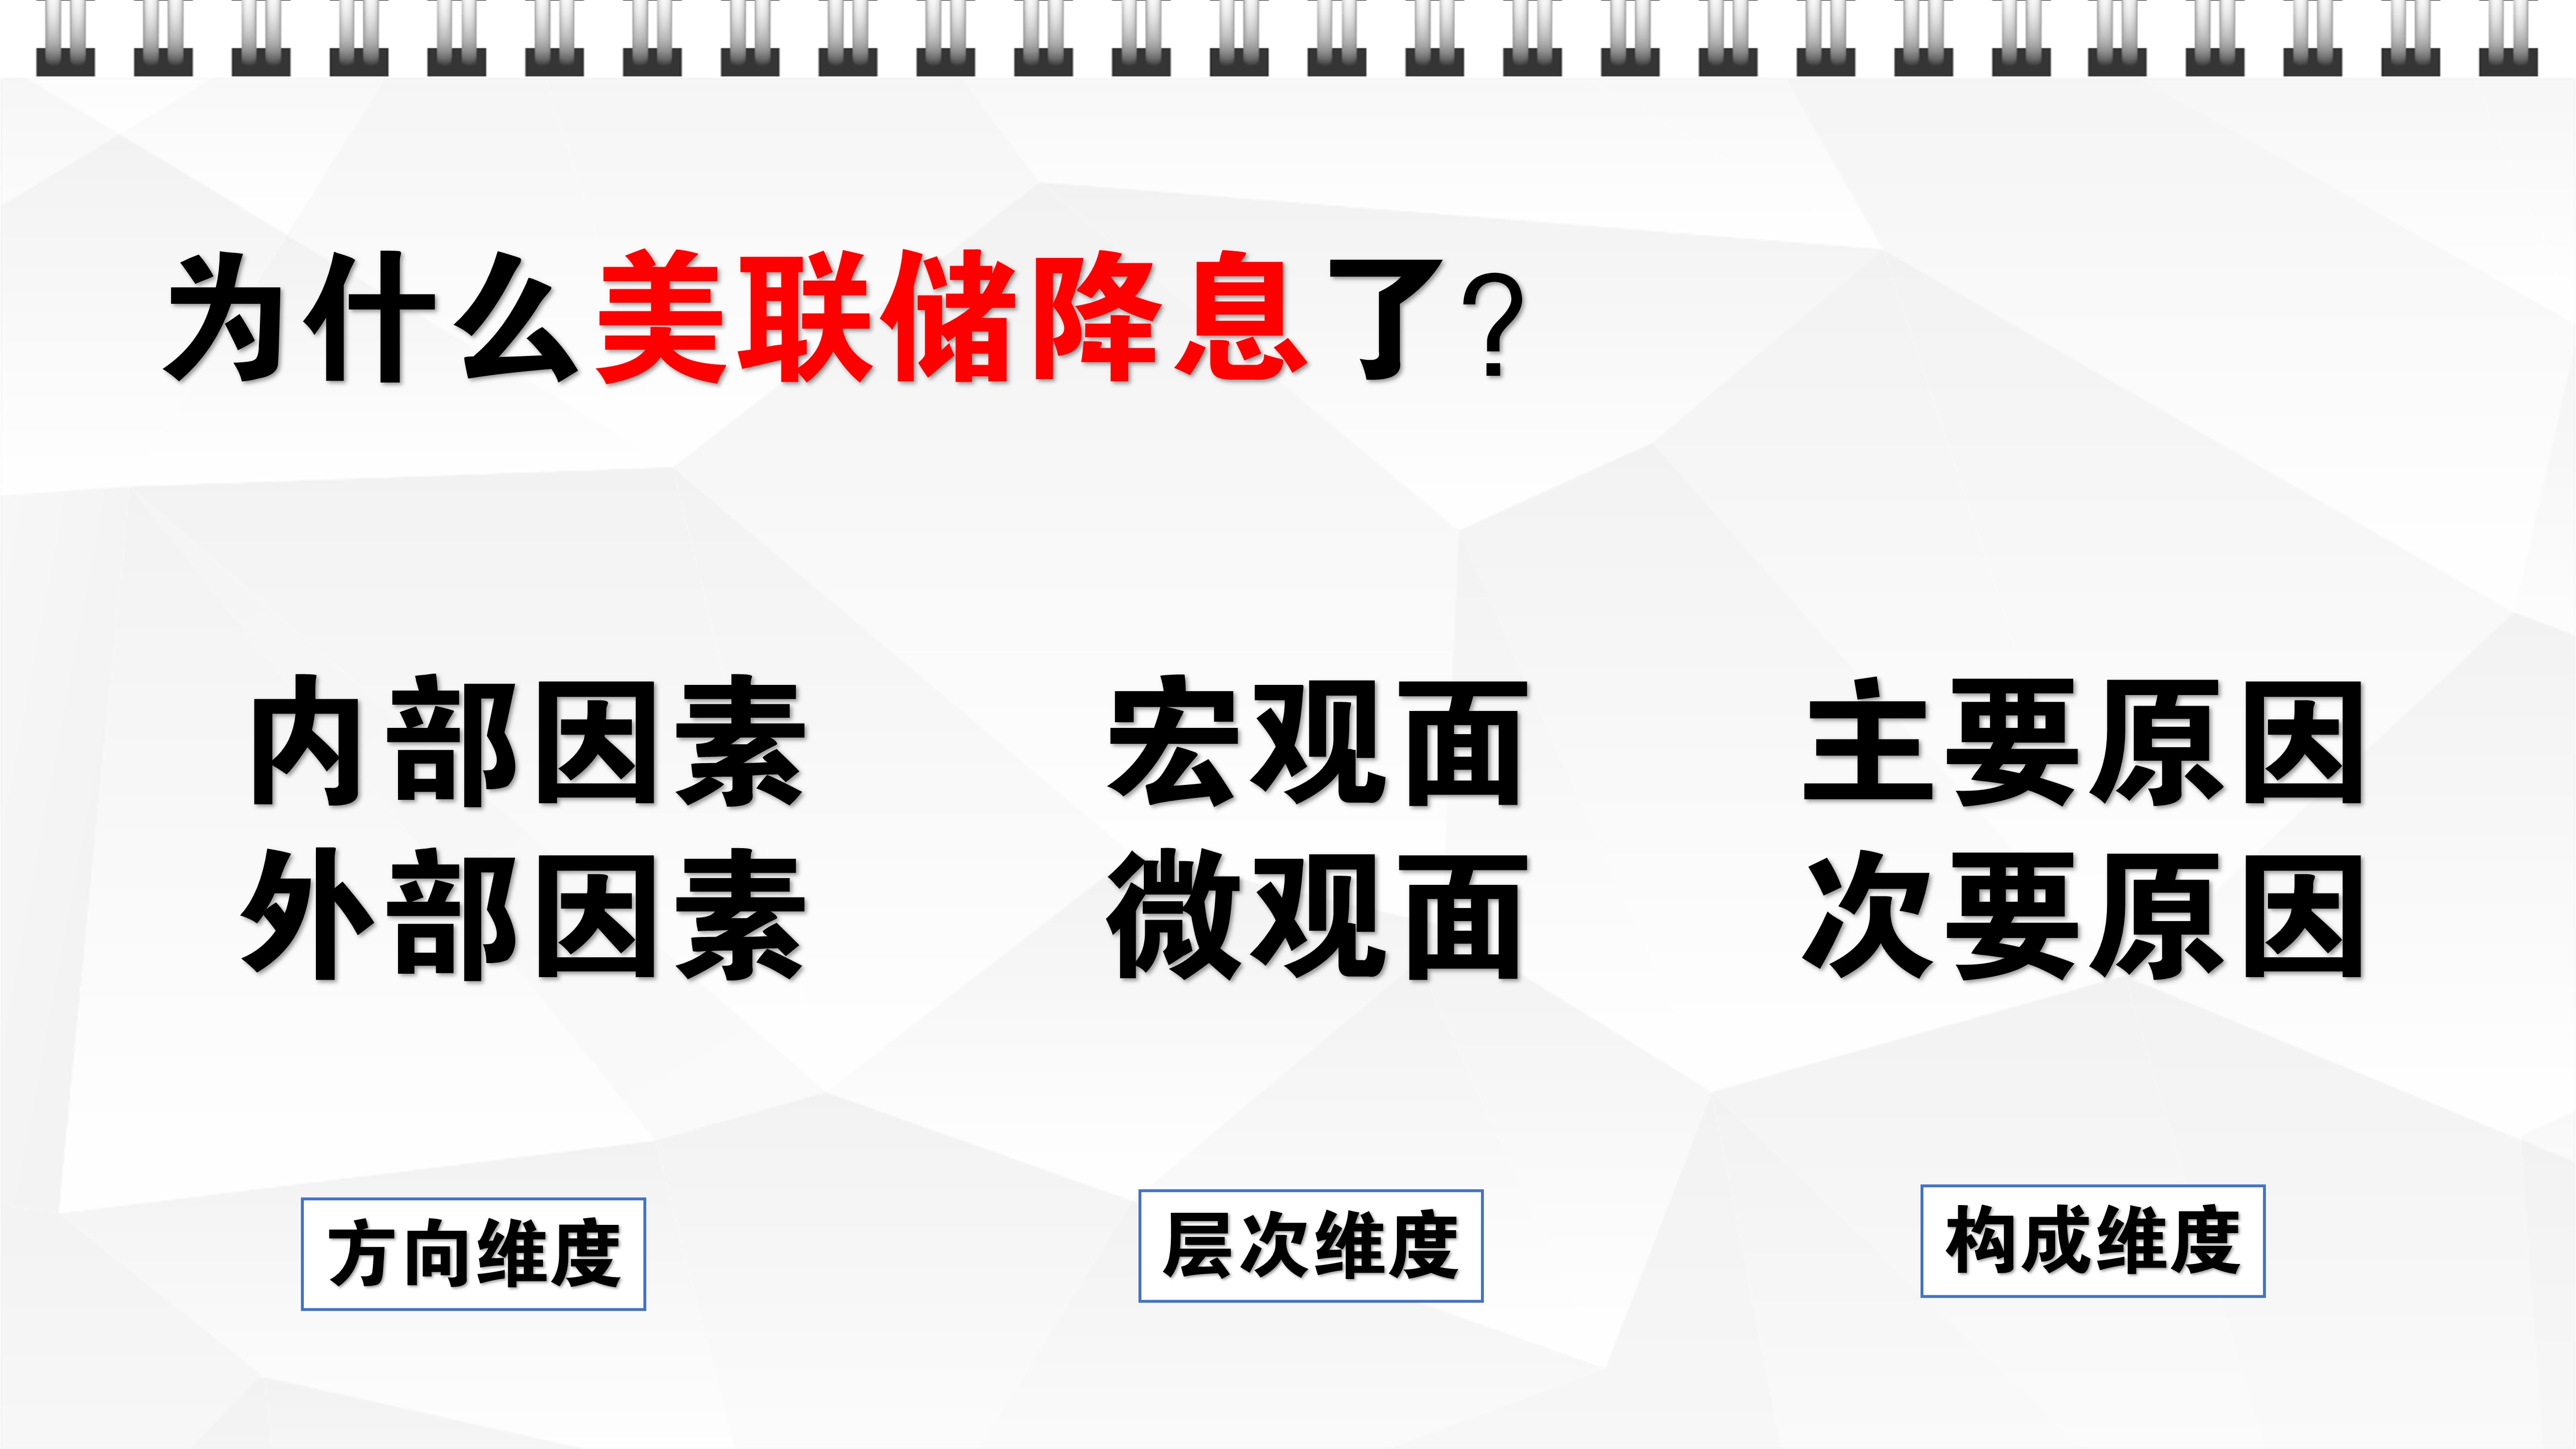 为什么美联储降息了?
内部因素
外部因素
宏观面
微观面
主要原因
次要原因
方向维度
层次维度
构成维度